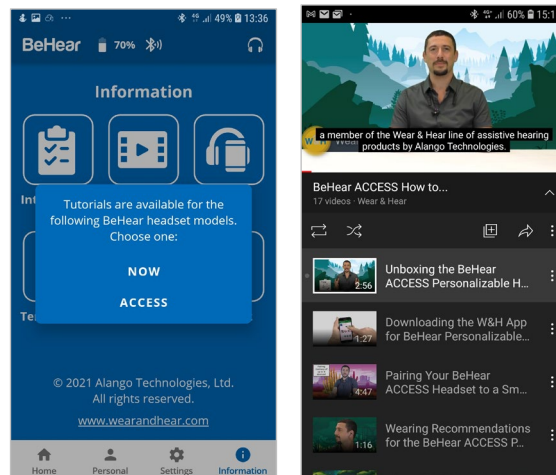 49% 13:36
BeHear 70%
Information
Tutorials are available for the
following BeHear headset models.
Choose one:
NOW
ACCESS
© 2021 Alango Technologies, Ltd.
All rights reserved.
www.wearandhear.com
Home Personal Settings Information
60% 15:1
a member of the Wear & Hear line of assistive hearing
products by Alango Technologies.
BeHear ACCESS How to...
17 videos · Wear & Hear
Unboxing the BeHear
ACCESS Personalizable H...
2:56
Downloading the W&H App
for BeHear Personalizable...
1:27
Pairing Your BeHear
ACCESS Headset to a Sm...
4:47
Wearing Recommendations
for the BeHear ACCESS P...
1:16